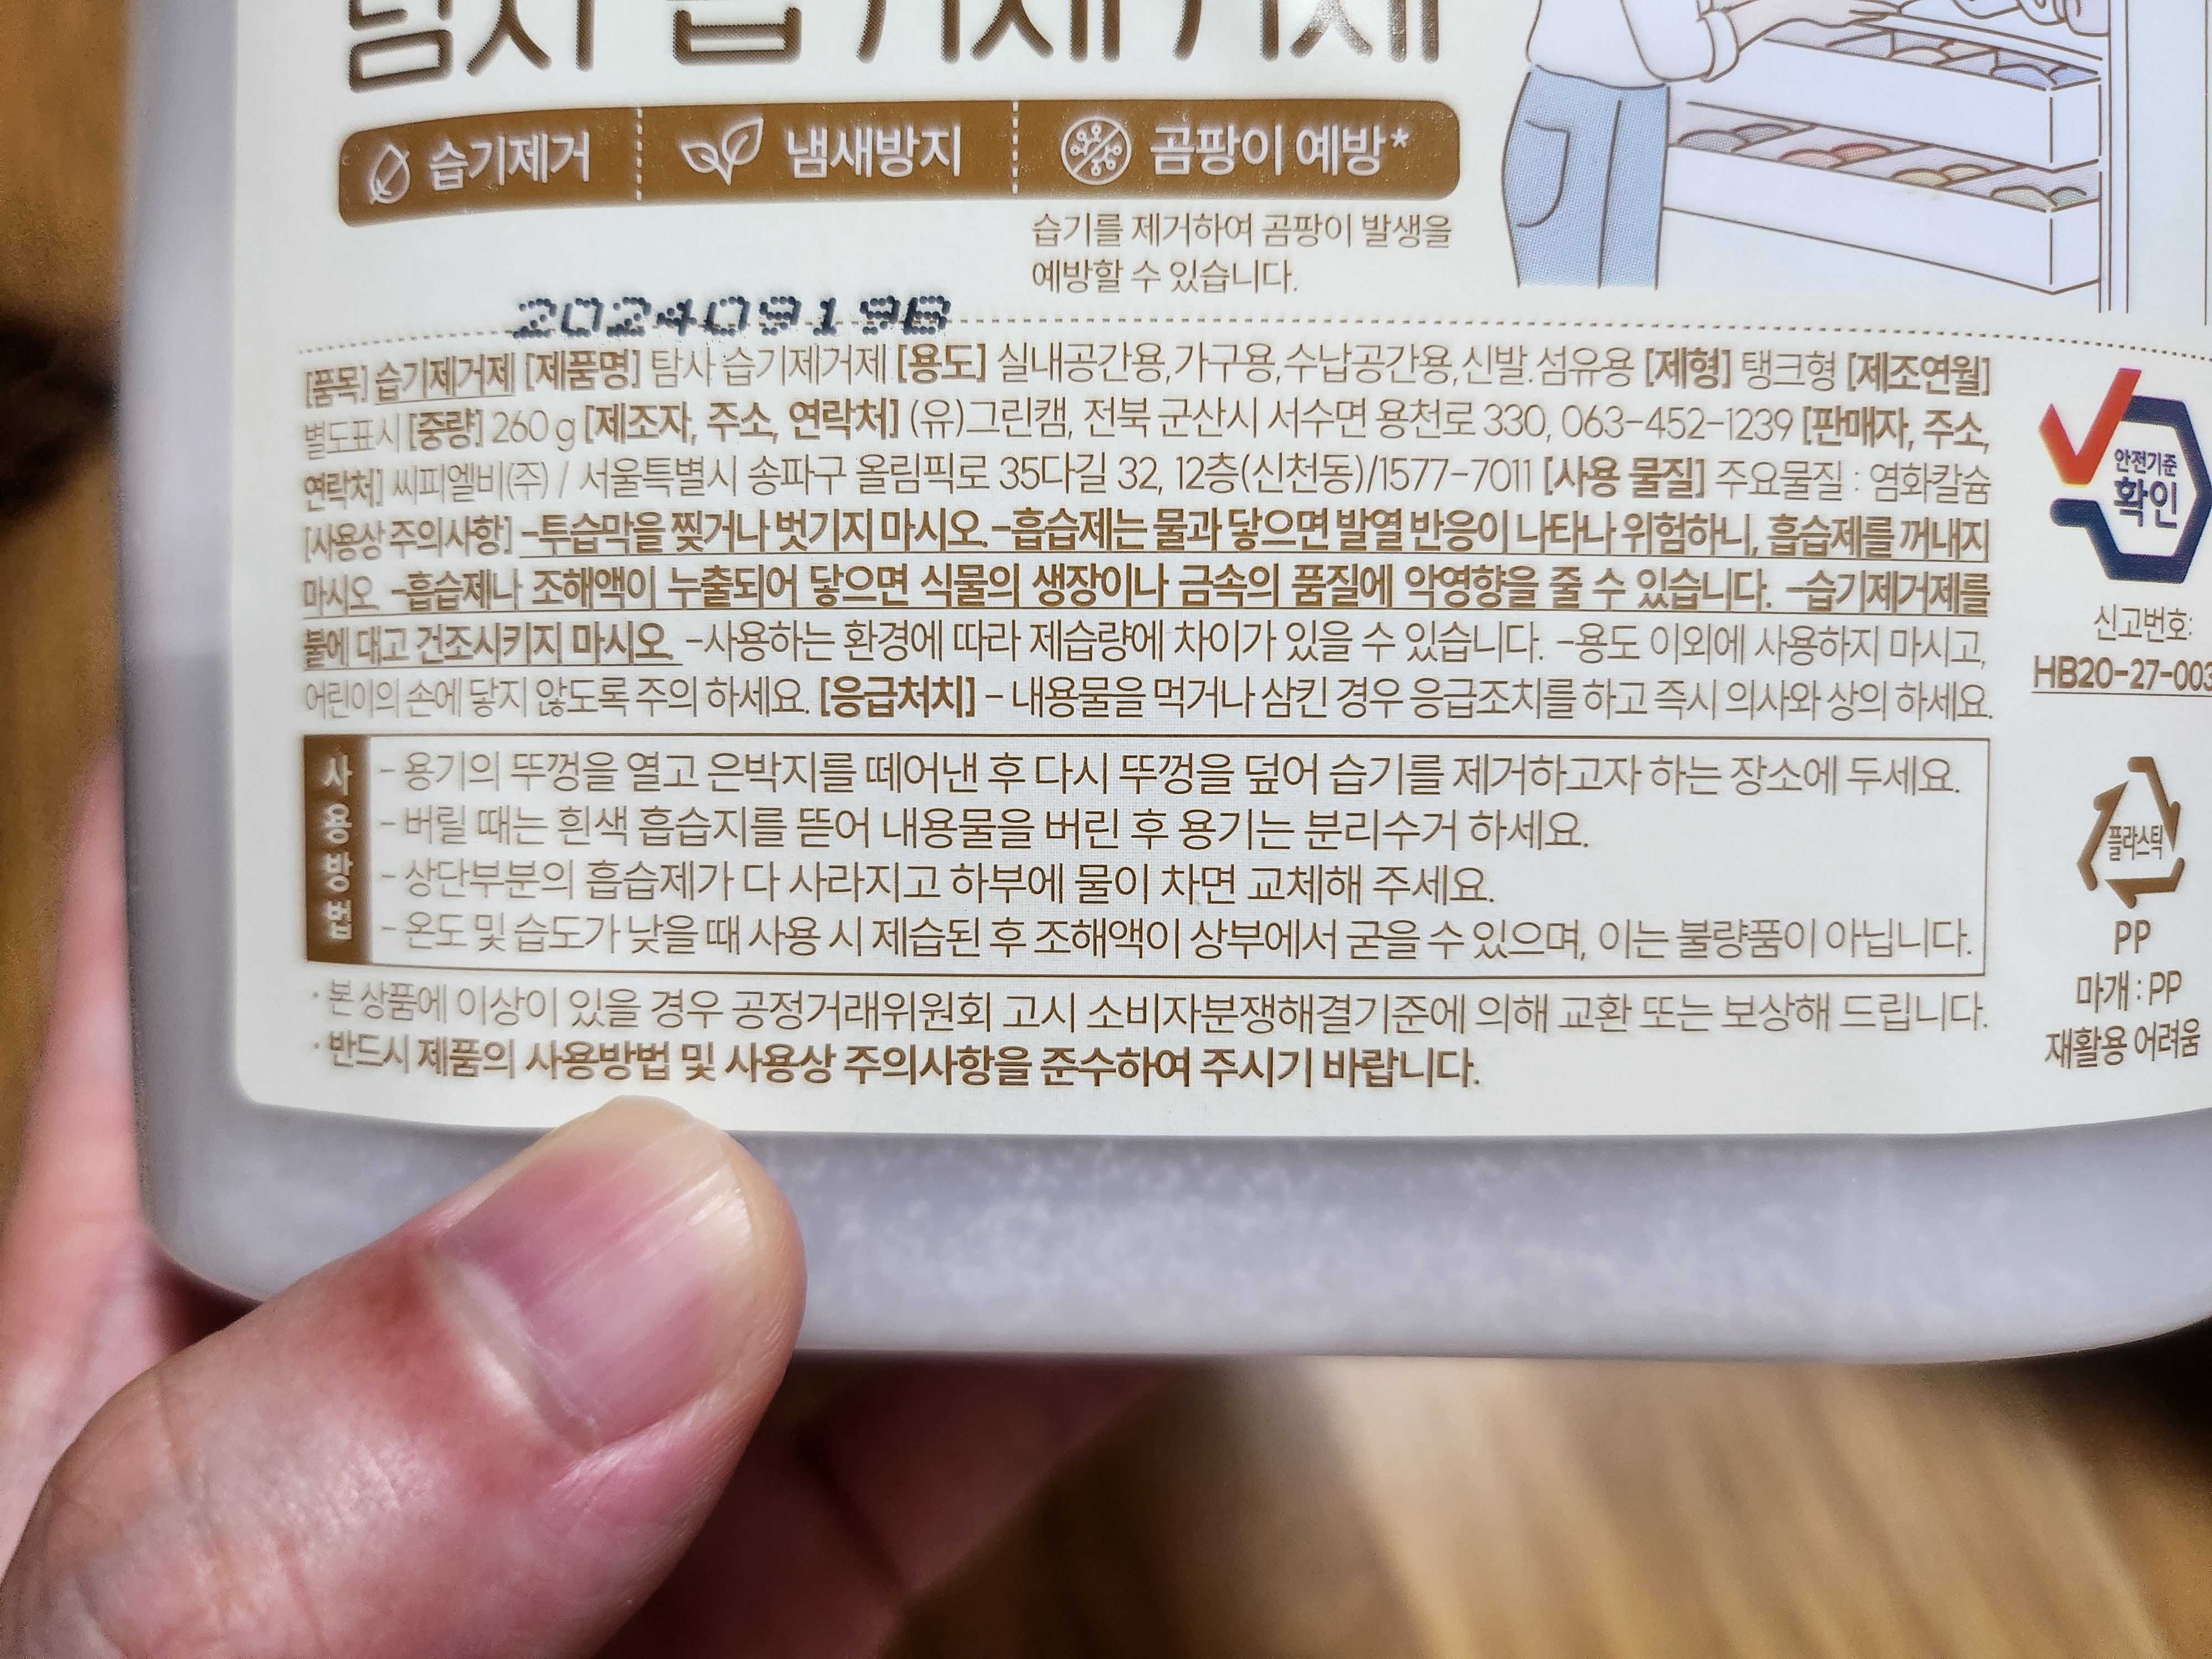 탐사 습기제거제
습기제거 냄새방지 곰팡이 예방*
습기를 제거하여 곰팡이 발생을
예방할 수 있습니다.
20240919B
[품목] 습기제거제 [제품명] 탐사 습기제거제 [용도] 실내공간용,가구용,수납공간용,신발.섬유용 [제형] 탱크형 [제조연월]
별도표시 [중량] 260 g [제조자, 주소, 연락처] (유)그린캠, 전북 군산시 서수면 용천로 330, 063-452-1239 [판매자, 주소,
연락처] 씨피엘비(주) / 서울특별시 송파구 올림픽로 35다길 32, 12층(신천동)/1577-7011 [사용 물질] 주요물질 : 염화칼슘
[사용상 주의사항] -투습막을 찢거나 벗기지 마시오. -흡습제는 물과 닿으면 발열 반응이 나타나 위험하니, 흡습제를 꺼내지
마시오. -흡습제나 조해액이 누출되어 닿으면 식물의 생장이나 금속의 품질에 악영향을 줄 수 있습니다. -습기제거제를
불에 대고 건조시키지 마시오. -사용하는 환경에 따라 제습량에 차이가 있을 수 있습니다. -용도 이외에 사용하지 마시고,
어린이의 손에 닿지 않도록 주의 하세요. [응급처치] - 내용물을 먹거나 삼킨 경우 응급조치를 하고 즉시 의사와 상의 하세요.
사용방법
- 용기의 뚜껑을 열고 은박지를 떼어낸 후 다시 뚜껑을 덮어 습기를 제거하고자 하는 장소에 두세요.
- 버릴 때는 흰색 흡습지를 뜯어 내용물을 버린 후 용기는 분리수거 하세요.
- 상단부분의 흡습제가 다 사라지고 하부에 물이 차면 교체해 주세요.
- 온도 및 습도가 낮을 때 사용 시 제습된 후 조해액이 상부에서 굳을 수 있으며, 이는 불량품이 아닙니다.
· 본 상품에 이상이 있을 경우 공정거래위원회 고시 소비자분쟁해결기준에 의해 교환 또는 보상해 드립니다.
· 반드시 제품의 사용방법 및 사용상 주의사항을 준수하여 주시기 바랍니다.
안전기준
확인
신고번호:
HB20-27-003
플라스틱
PP
마개 : PP
재활용 어려움